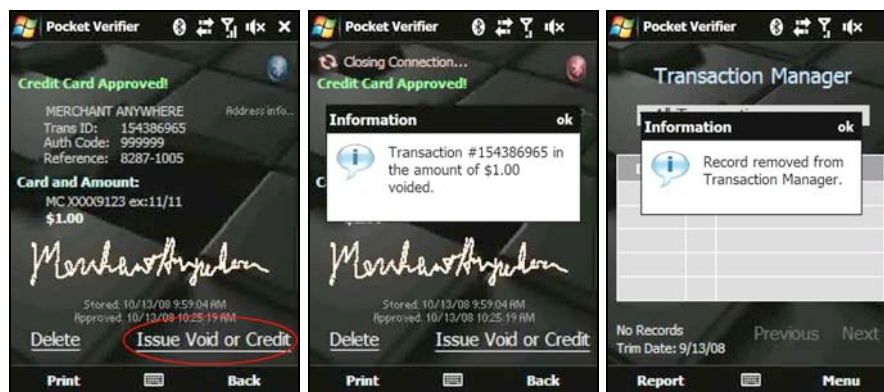 Pocket Verifier
Credit Card Approved!
MERCHANT ANYWHERE Address info...
Trans ID: 154386965
Auth Code: 999999
Reference: 8287-1005
Card and Amount:
MC XXXX9123 ex:11/11
$1.00
Merchant Anywhere
Stored: 10/13/08 9:59:04 AM
Approved: 10/13/08 10:25:19 AM
Delete Issue Void or Credit
Print Back
Pocket Verifier
Closing Connection...
Credit Card Approved!
Information ok
Transaction #154386965 in
the amount of $1.00
voided.
Merchant Anywhere
Stored: 10/13/08 9:59:04 AM
Approved: 10/13/08 10:25:19 AM
Delete Issue Void or Credit
Print Back
Pocket Verifier
Transaction Manager
Information ok
Record removed from
Transaction Manager.
No Records
Trim Date: 9/13/08
Previous Next
Report Menu